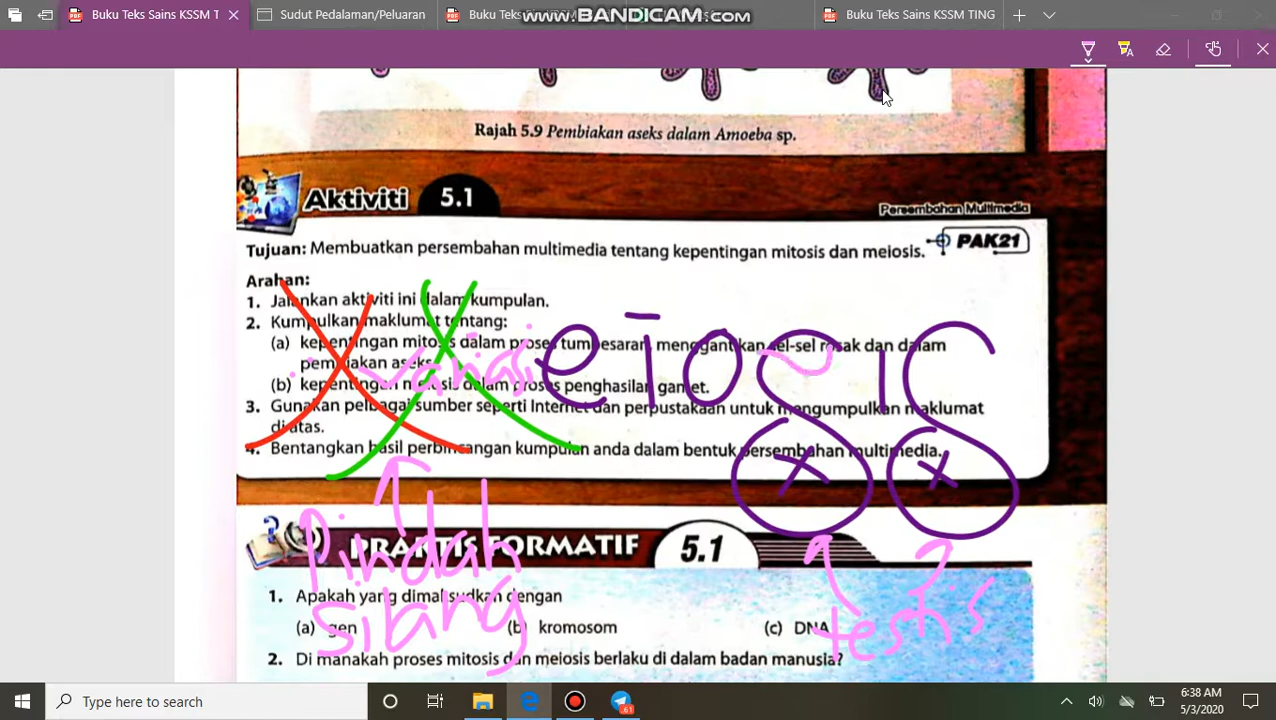 Buku Teks Sains KSSM T
Sudut Pedalaman/Peluaran
Buku Teks
www.BANDICAM.com
Buku Teks Sains KSSM TING
Rajah 5.9 Pembiakan aseks dalam Amoeba sp.
Aktiviti 5.1
Persembahan Multimedia
PAK21
Tujuan: Membuatkan persembahan multimedia tentang kepentingan mitosis dan meiosis.
Arahan:
1. Jalankan aktiviti ini dalam kumpulan.
2. Kumpulkan maklumat tentang:
(a) kepentingan mitosis dalam proses tumbesaran, menggantikan sel-sel rosak dan dalam
pembiakan aseks.
(b) kepentingan meiosis dalam proses penghasilan gamet.
3. Gunakan pelbagai sumber seperti Internet dan perpustakaan untuk mengumpulkan maklumat
di atas.
4. Bentangkan hasil perbincangan kumpulan anda dalam bentuk persembahan multimedia.
variasi
eiosis
x x
Pindah
silang
testis
PRAKTIS FORMATIF 5.1
1. Apakah yang dimaksudkan dengan
(a) gen (b) kromosom (c) DNA
2. Di manakah proses mitosis dan meiosis berlaku di dalam badan manusia?
Type here to search
61
6:38 AM
5/3/2020